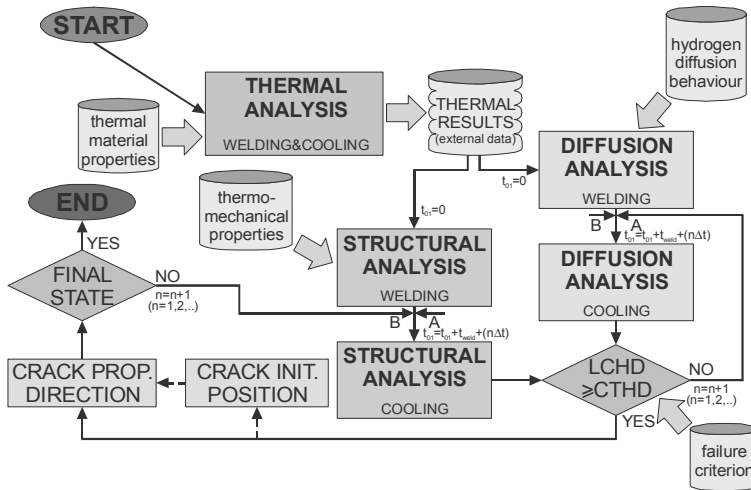 START
THERMAL
ANALYSIS
WELDING&COOLING
thermal
material
properties
THERMAL
RESULTS
(external data)
hydrogen
diffusion
behaviour
DIFFUSION
ANALYSIS
WELDING
t01=0
t01=0
thermo-
mechanical
properties
END
YES
FINAL
STATE
NO
n=n+1
(n=1,2,..)
STRUCTURAL
ANALYSIS
WELDING
B
A
t01=t01+tweld+(nΔt)
DIFFUSION
ANALYSIS
COOLING
B
A
t01=t01+tweld+(nΔt)
STRUCTURAL
ANALYSIS
COOLING
LCHD
≥CTHD
NO
n=n+1
(n=1,2,..)
YES
CRACK PROP.
DIRECTION
CRACK INIT.
POSITION
failure
criterion